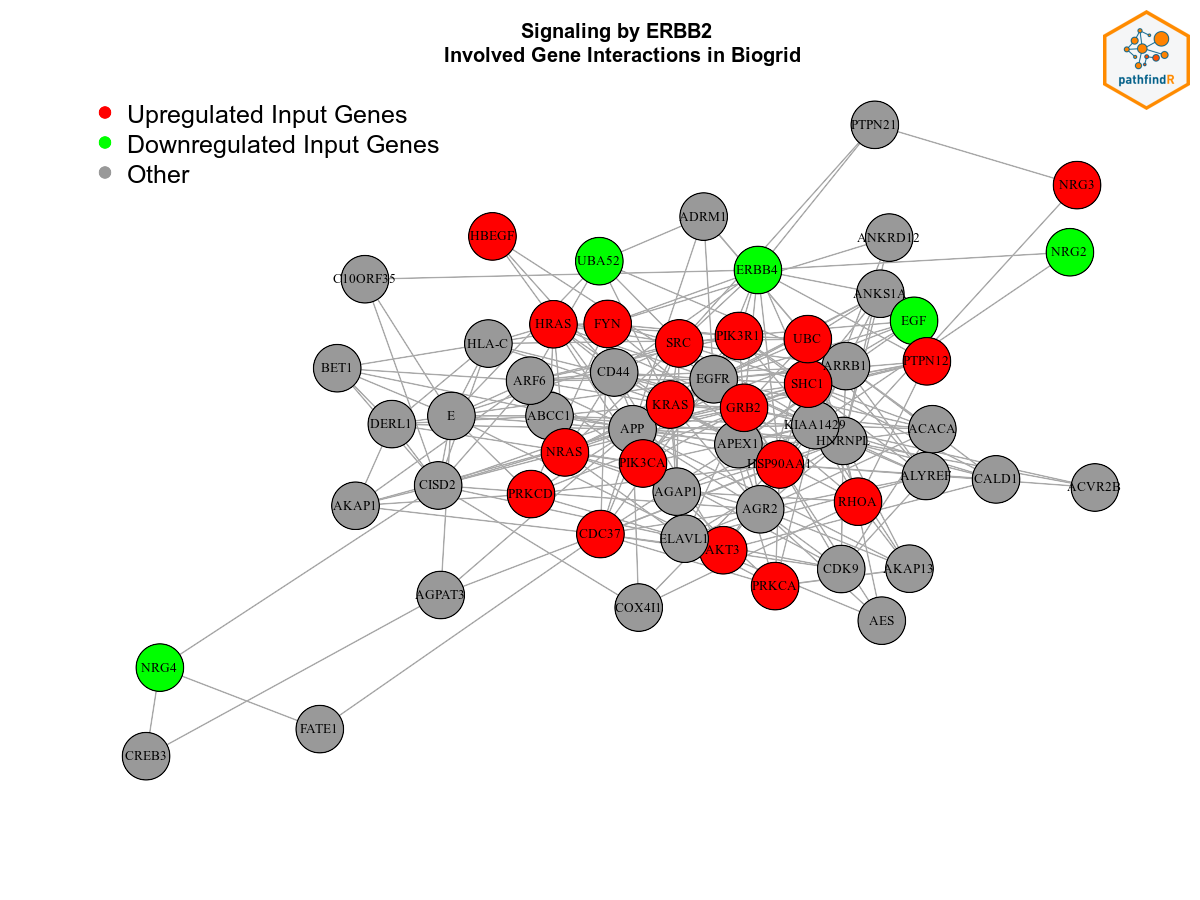 Signaling by ERBB2
Involved Gene Interactions in Biogrid
pathfindR
Upregulated Input Genes
Downregulated Input Genes
Other
PTPN21
NRG3
ADRM1
HBEGF
ANKRD12
NRG2
UBA52
ERBB4
C10ORF35
ANKS1A
EGF
HRAS
FYN
PIK3R1
UBC
SRC
HLA-C
PTPN12
BET1
ARRB1
CD44
EGFR
ARF6
SHC1
KRAS
GRB2
E
ABCC1
DERL1
KIAA1429
APP
ACACA
HNRNPL
APEX1
NRAS
PIK3CA
HSP90AA1
ALYREF
CALD1
CISD2
ACVR2B
AGAP1
PRKCD
RHOA
AKAP1
AGR2
CDC37
ELAVL1
AKT3
CDK9
AKAP13
PRKCA
AGPAT3
COX4I1
AES
NRG4
FATE1
CREB3